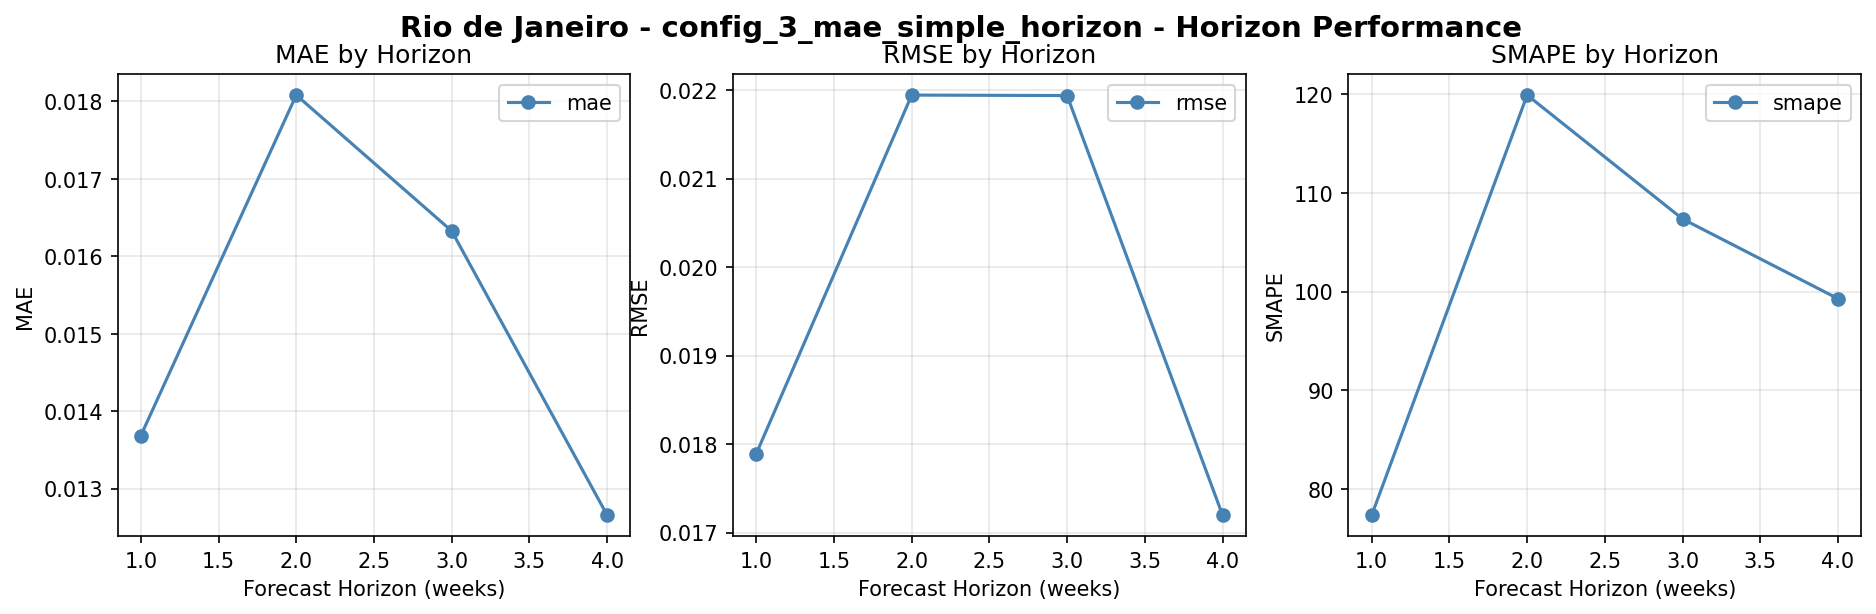 Rio de Janeiro - config_3_mae_simple_horizon - Horizon Performance
MAE by Horizon
mae
0.018
0.017
0.016
0.015
0.014
0.013
MAE
1.0 1.5 2.0 2.5 3.0 3.5 4.0
Forecast Horizon (weeks)
RMSE by Horizon
rmse
0.022
0.021
0.020
0.019
0.018
0.017
RMSE
1.0 1.5 2.0 2.5 3.0 3.5 4.0
Forecast Horizon (weeks)
SMAPE by Horizon
smape
120
110
100
90
80
SMAPE
1.0 1.5 2.0 2.5 3.0 3.5 4.0
Forecast Horizon (weeks)